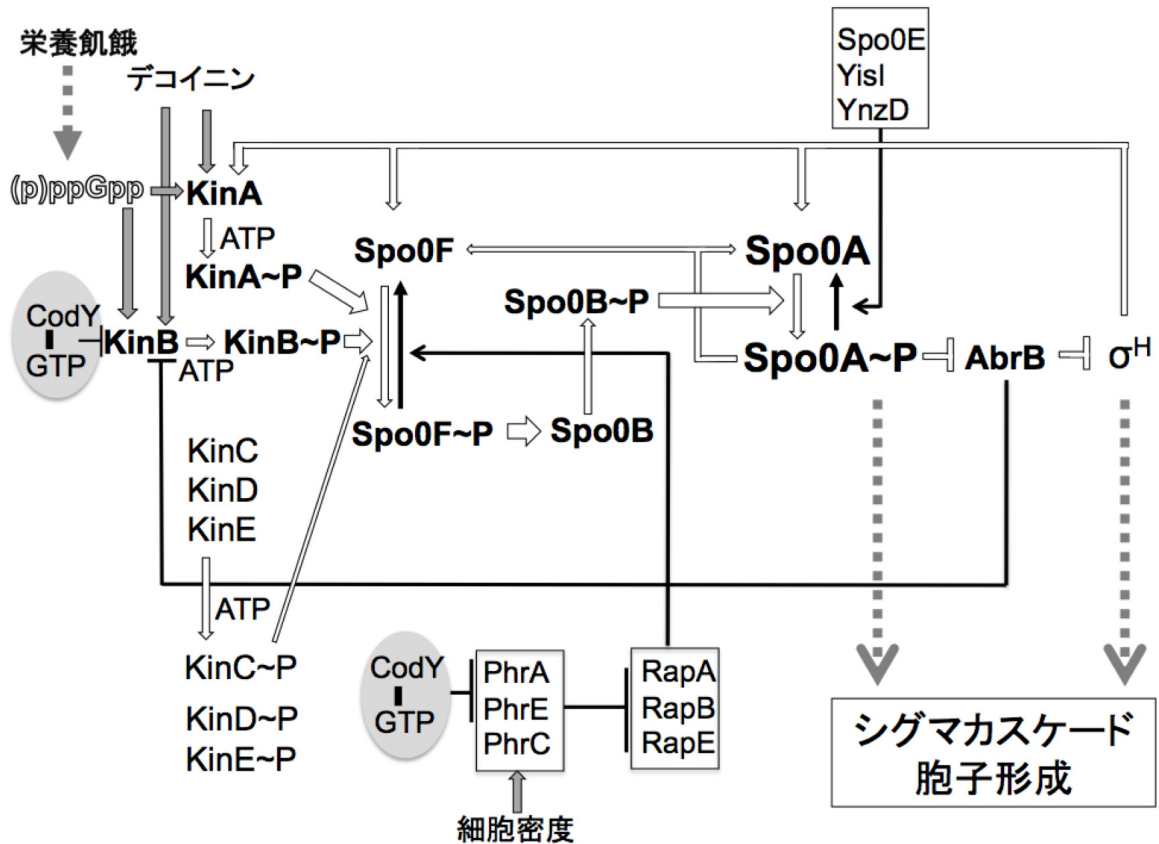 栄養飢餓
デコイニン
Spo0E
YisI
YnzD
(p)ppGpp
KinA
ATP
KinA~P
Spo0F
Spo0A
Spo0B~P
CodY
GTP
KinB
ATP
KinB~P
Spo0A~P
AbrB
σH
Spo0F~P
Spo0B
KinC
KinD
KinE
ATP
KinC~P
KinD~P
KinE~P
CodY
GTP
PhrA
PhrE
PhrC
RapA
RapB
RapE
細胞密度
シグマカスケード
胞子形成